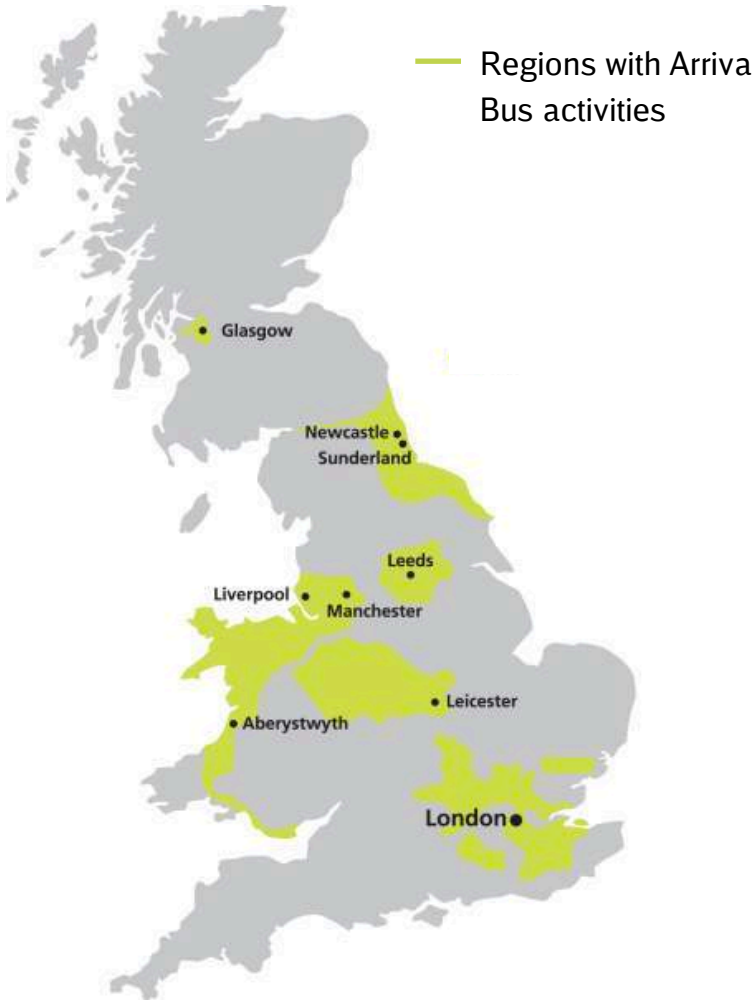 Regions with Arriva
Bus activities
Glasgow
Newcastle
Sunderland
Leeds
Liverpool
Manchester
Leicester
Aberystwyth
London